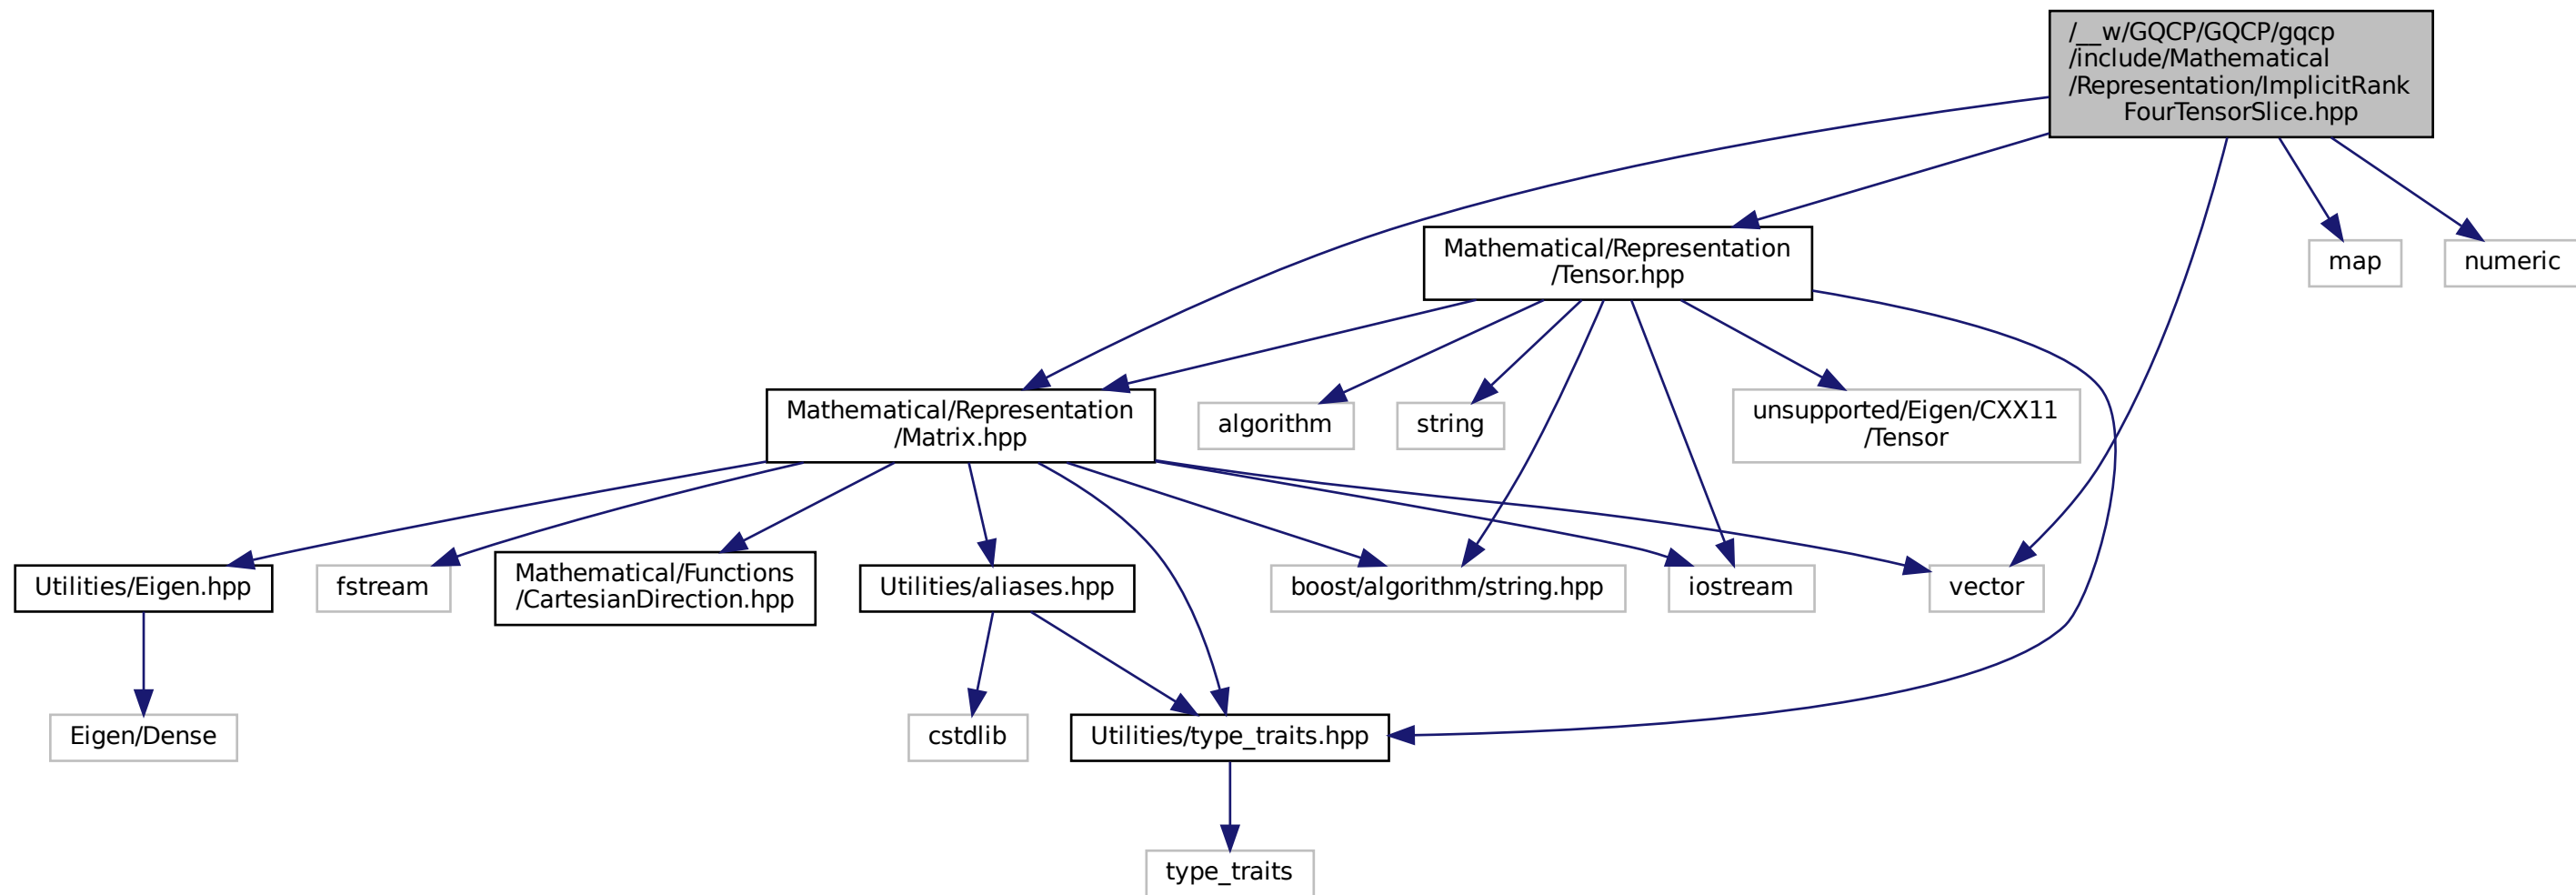 /__w/GQCP/GQCP/gqcp
/include/Mathematical
/Representation/ImplicitRank
FourTensorSlice.hpp
Mathematical/Representation
/Tensor.hpp
map
numeric
Mathematical/Representation
/Matrix.hpp
algorithm
string
unsupported/Eigen/CXX11
/Tensor
Utilities/Eigen.hpp
fstream
Mathematical/Functions
/CartesianDirection.hpp
Utilities/aliases.hpp
boost/algorithm/string.hpp
iostream
vector
Eigen/Dense
cstdlib
Utilities/type_traits.hpp
type_traits